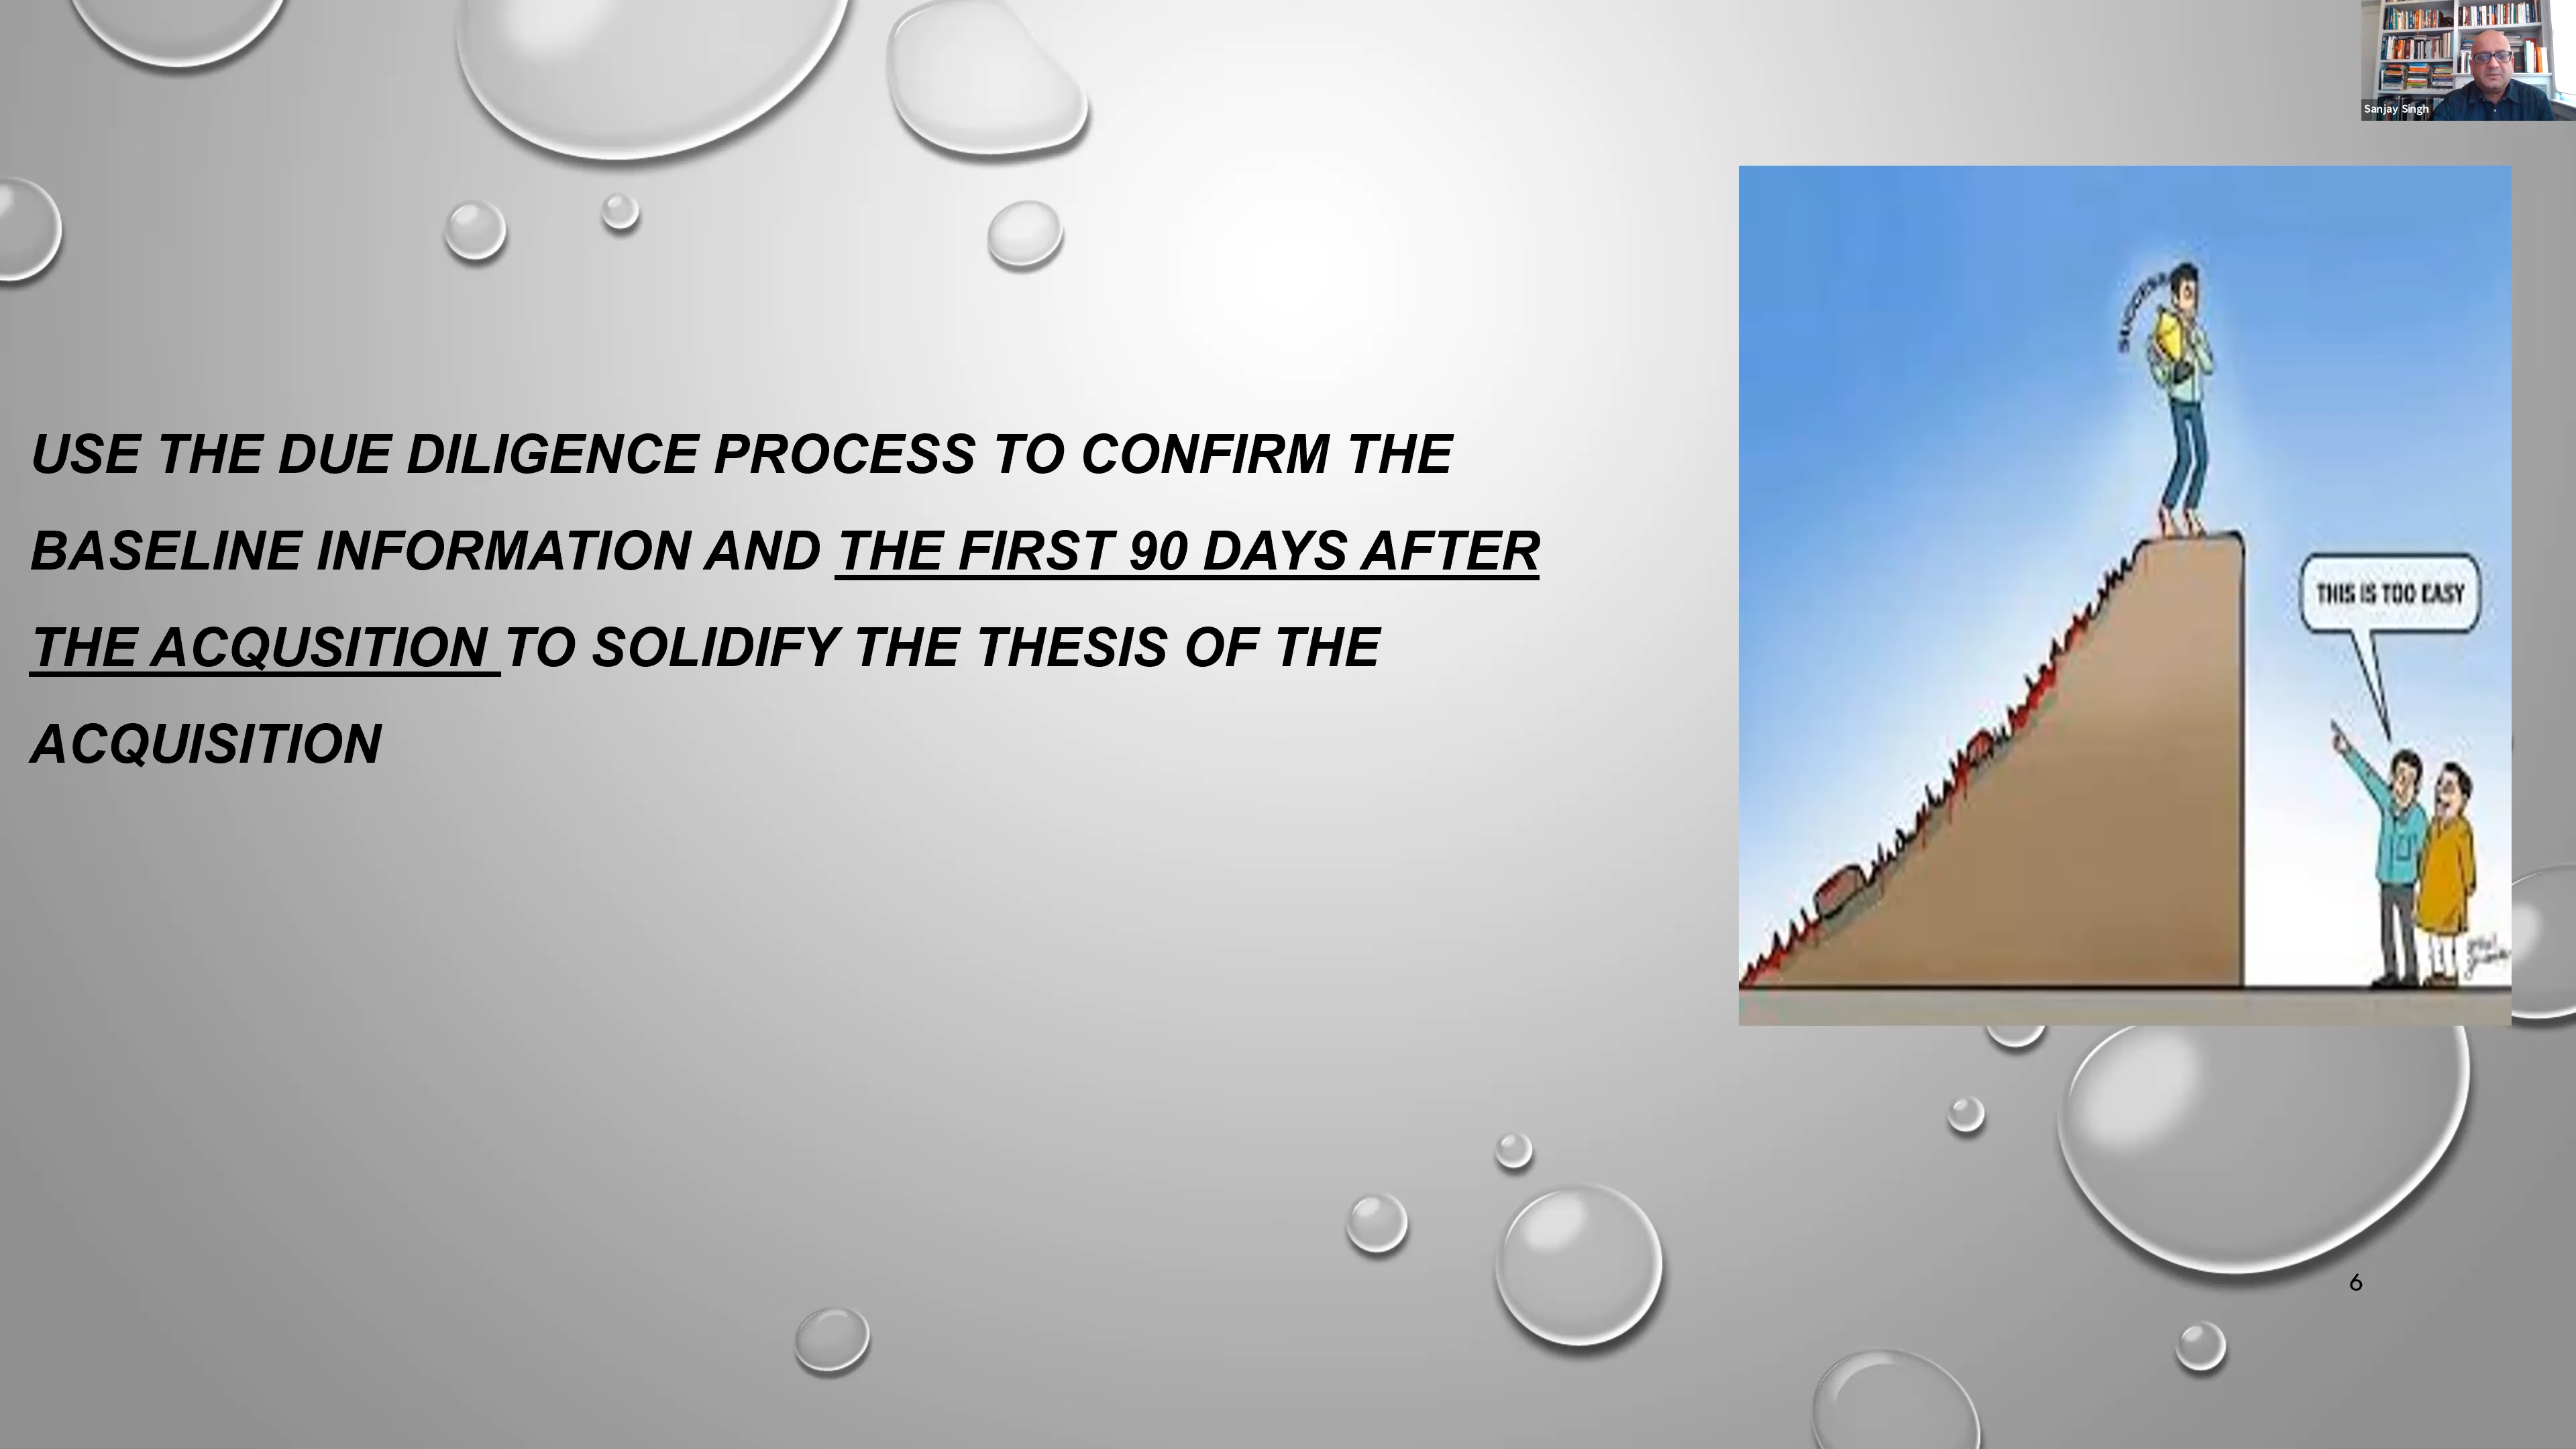 Sanjay Singh
USE THE DUE DILIGENCE PROCESS TO CONFIRM THE
BASELINE INFORMATION AND THE FIRST 90 DAYS AFTER
THE ACQUSITION TO SOLIDIFY THE THESIS OF THE
ACQUISITION
SUCCESS
THIS IS TOO EASY
6